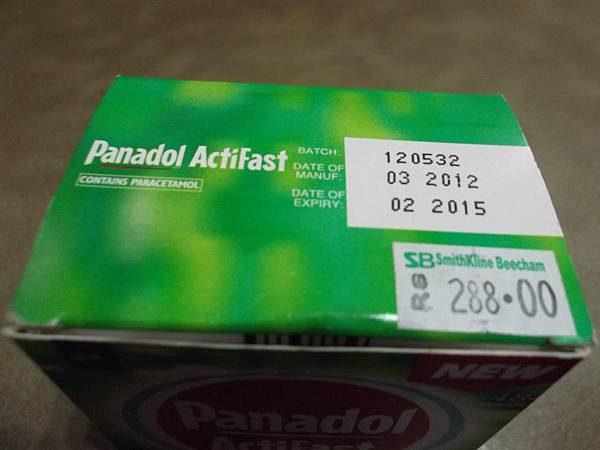 Panadol ActiFast
CONTAINS PARACETAMOL
BATCH: 120532
DATE OF
MANUF: 03 2012
DATE OF
EXPIRY: 02 2015
SB SmithKline Beecham
RS 288.00
NEW
Panadol
ActiFast